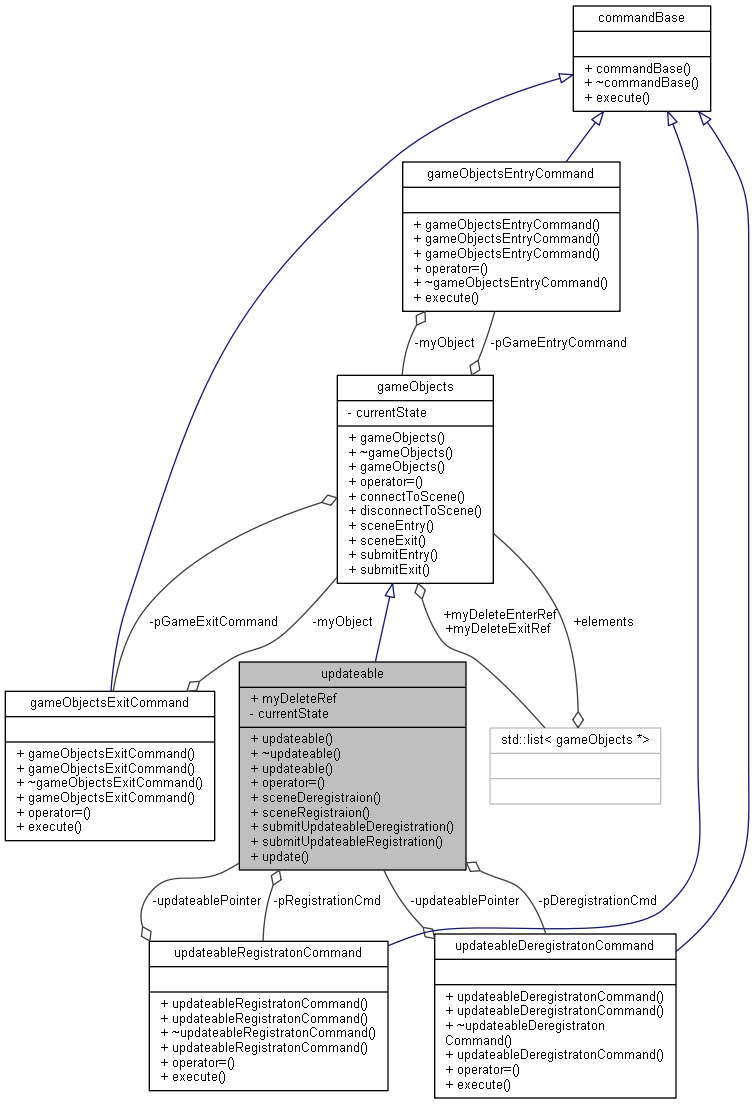 commandBase
+ commandBase()
+ ~commandBase()
+ execute()
gameObjectsEntryCommand
+ gameObjectsEntryCommand()
+ gameObjectsEntryCommand()
+ gameObjectsEntryCommand()
+ operator=()
+ ~gameObjectsEntryCommand()
+ execute()
-myObject
-pGameEntryCommand
gameObjects
- currentState
+ gameObjects()
+ ~gameObjects()
+ gameObjects()
+ operator=()
+ connectToScene()
+ disconnectToScene()
+ sceneEntry()
+ sceneExit()
+ submitEntry()
+ submitExit()
-pGameExitCommand
-myObject
+myDeleteEnterRef
+myDeleteExitRef
+elements
gameObjectsExitCommand
+ gameObjectsExitCommand()
+ gameObjectsExitCommand()
+ ~gameObjectsExitCommand()
+ gameObjectsExitCommand()
+ operator=()
+ execute()
updateable
+ myDeleteRef
- currentState
+ updateable()
+ ~updateable()
+ updateable()
+ operator=()
+ sceneDeregistraion()
+ sceneRegistraion()
+ submitUpdateableDeregistration()
+ submitUpdateableRegistration()
+ update()
std::list< gameObjects *>
-updateablePointer
-pRegistrationCmd
-updateablePointer
-pDeregistrationCmd
updateableRegistratonCommand
+ updateableRegistratonCommand()
+ updateableRegistratonCommand()
+ ~updateableRegistratonCommand()
+ updateableRegistratonCommand()
+ operator=()
+ execute()
updateableDeregistratonCommand
+ updateableDeregistratonCommand()
+ updateableDeregistratonCommand()
+ ~updateableDeregistraton
Command()
+ updateableDeregistratonCommand()
+ operator=()
+ execute()